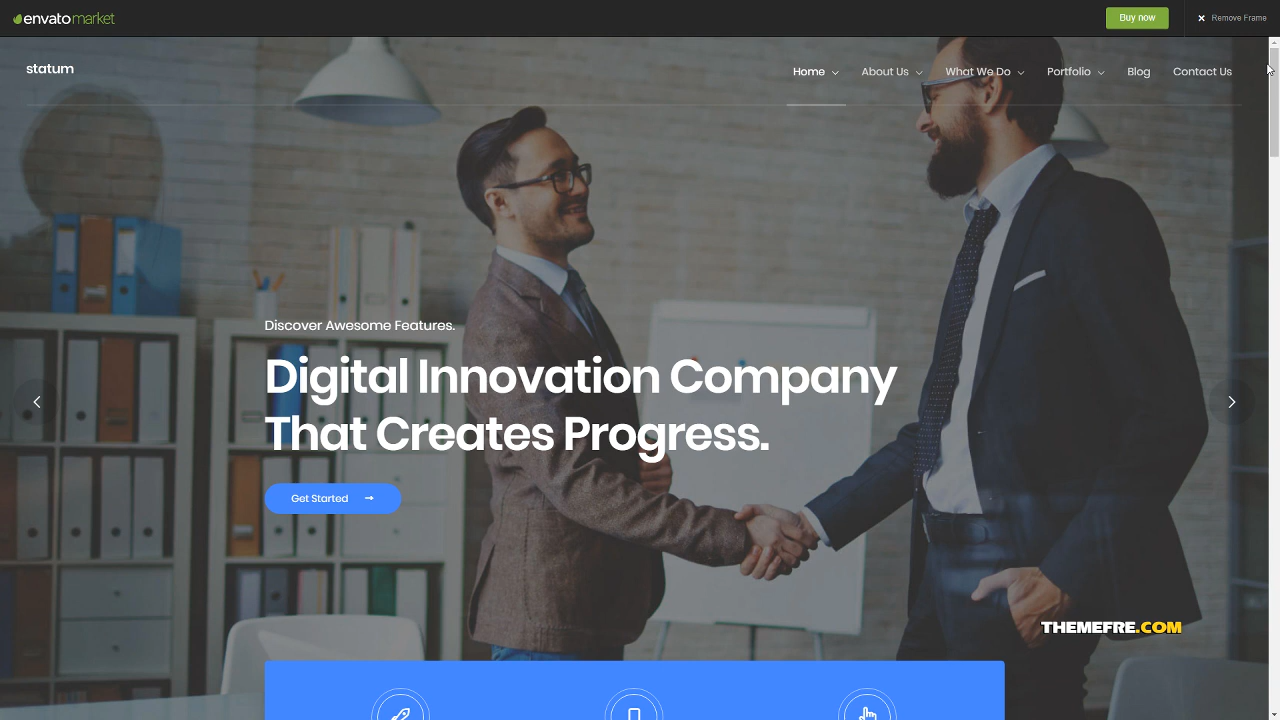 envatomarket
Buy now
Remove Frame
statum
Home
About Us
What We Do
Portfolio
Blog
Contact Us
Discover Awesome Features.
Digital Innovation Company
That Creates Progress.
Get Started
THEMEFRE.COM